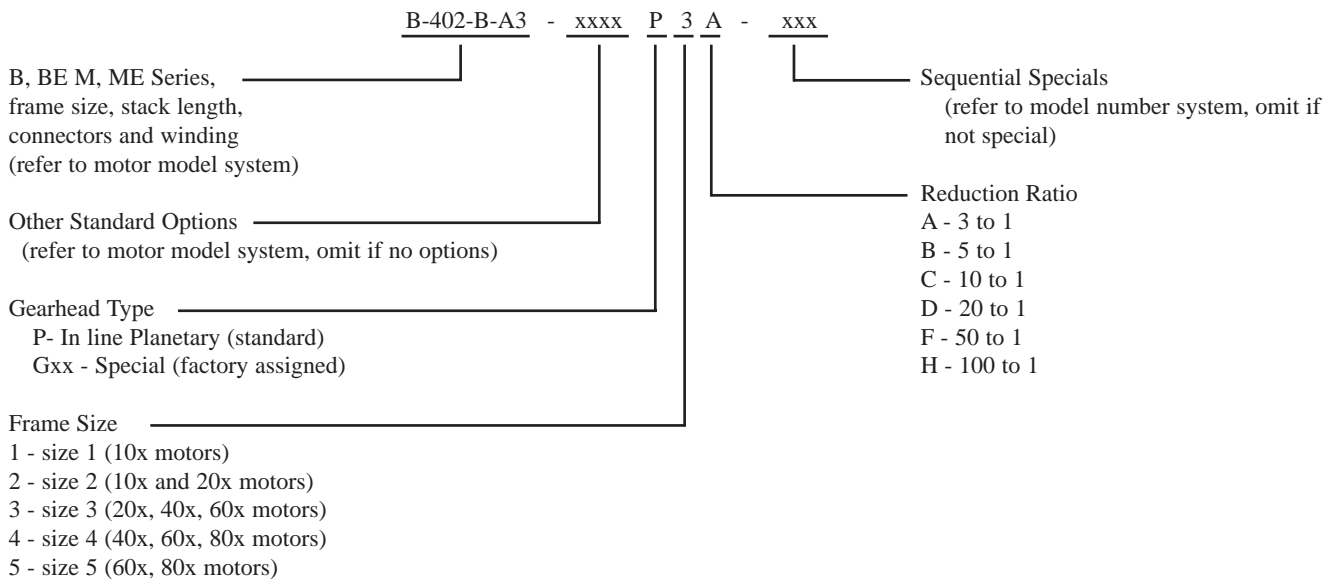 B-402-B-A3 - xxxx P 3 A - xxx
B, BE M, ME Series,
frame size, stack length,
connectors and winding
(refer to motor model system)
Other Standard Options
(refer to motor model system, omit if no options)
Gearhead Type
P- In line Planetary (standard)
Gxx - Special (factory assigned)
Frame Size
1 - size 1 (10x motors)
2 - size 2 (10x and 20x motors)
3 - size 3 (20x, 40x, 60x motors)
4 - size 4 (40x, 60x, 80x motors)
5 - size 5 (60x, 80x motors)
Sequential Specials
(refer to model number system, omit if
not special)
Reduction Ratio
A - 3 to 1
B - 5 to 1
C - 10 to 1
D - 20 to 1
F - 50 to 1
H - 100 to 1